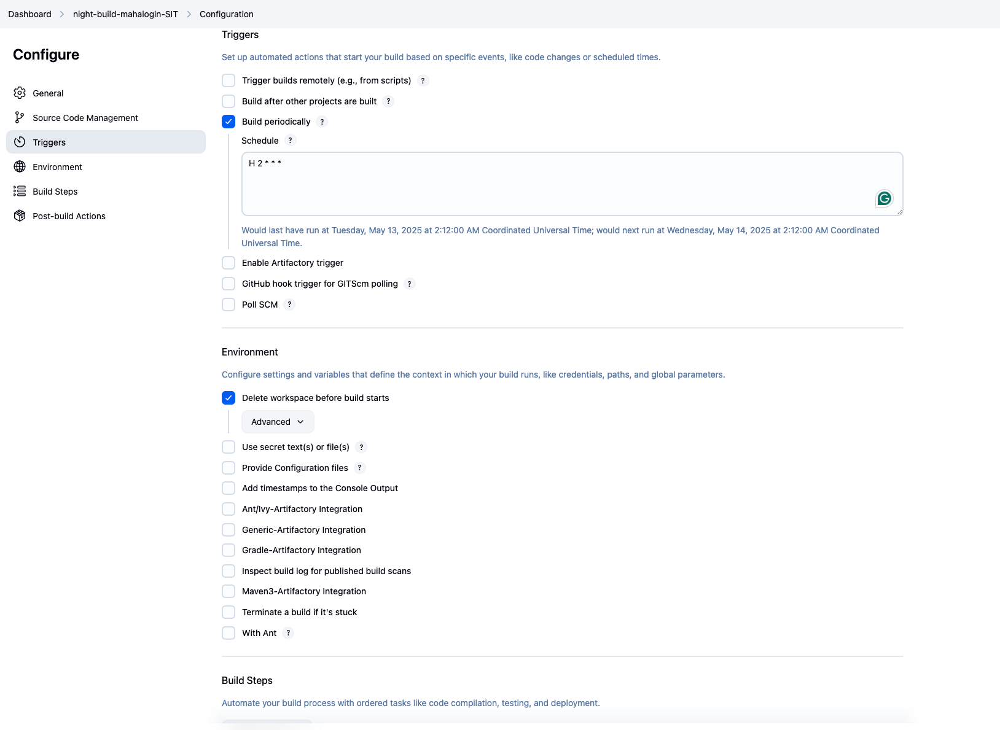 Dashboard > night-build-mahalogin-SIT > Configuration
Configure
General
Source Code Management
Triggers
Environment
Build Steps
Post-build Actions
Triggers
Set up automated actions that start your build based on specific events, like code changes or scheduled times.
Trigger builds remotely (e.g., from scripts) ?
Build after other projects are built ?
Build periodically ?
Schedule ?
H 2 * * *
Would last have run at Tuesday, May 13, 2025 at 2:12:00 AM Coordinated Universal Time; would next run at Wednesday, May 14, 2025 at 2:12:00 AM Coordinated
Universal Time.
Enable Artifactory trigger
GitHub hook trigger for GITScm polling ?
Poll SCM ?
Environment
Configure settings and variables that define the context in which your build runs, like credentials, paths, and global parameters.
Delete workspace before build starts
Advanced
Use secret text(s) or file(s) ?
Provide Configuration files ?
Add timestamps to the Console Output
Ant/Ivy-Artifactory Integration
Generic-Artifactory Integration
Gradle-Artifactory Integration
Inspect build log for published build scans
Maven3-Artifactory Integration
Terminate a build if it's stuck
With Ant ?
Build Steps
Automate your build process with ordered tasks like code compilation, testing, and deployment.